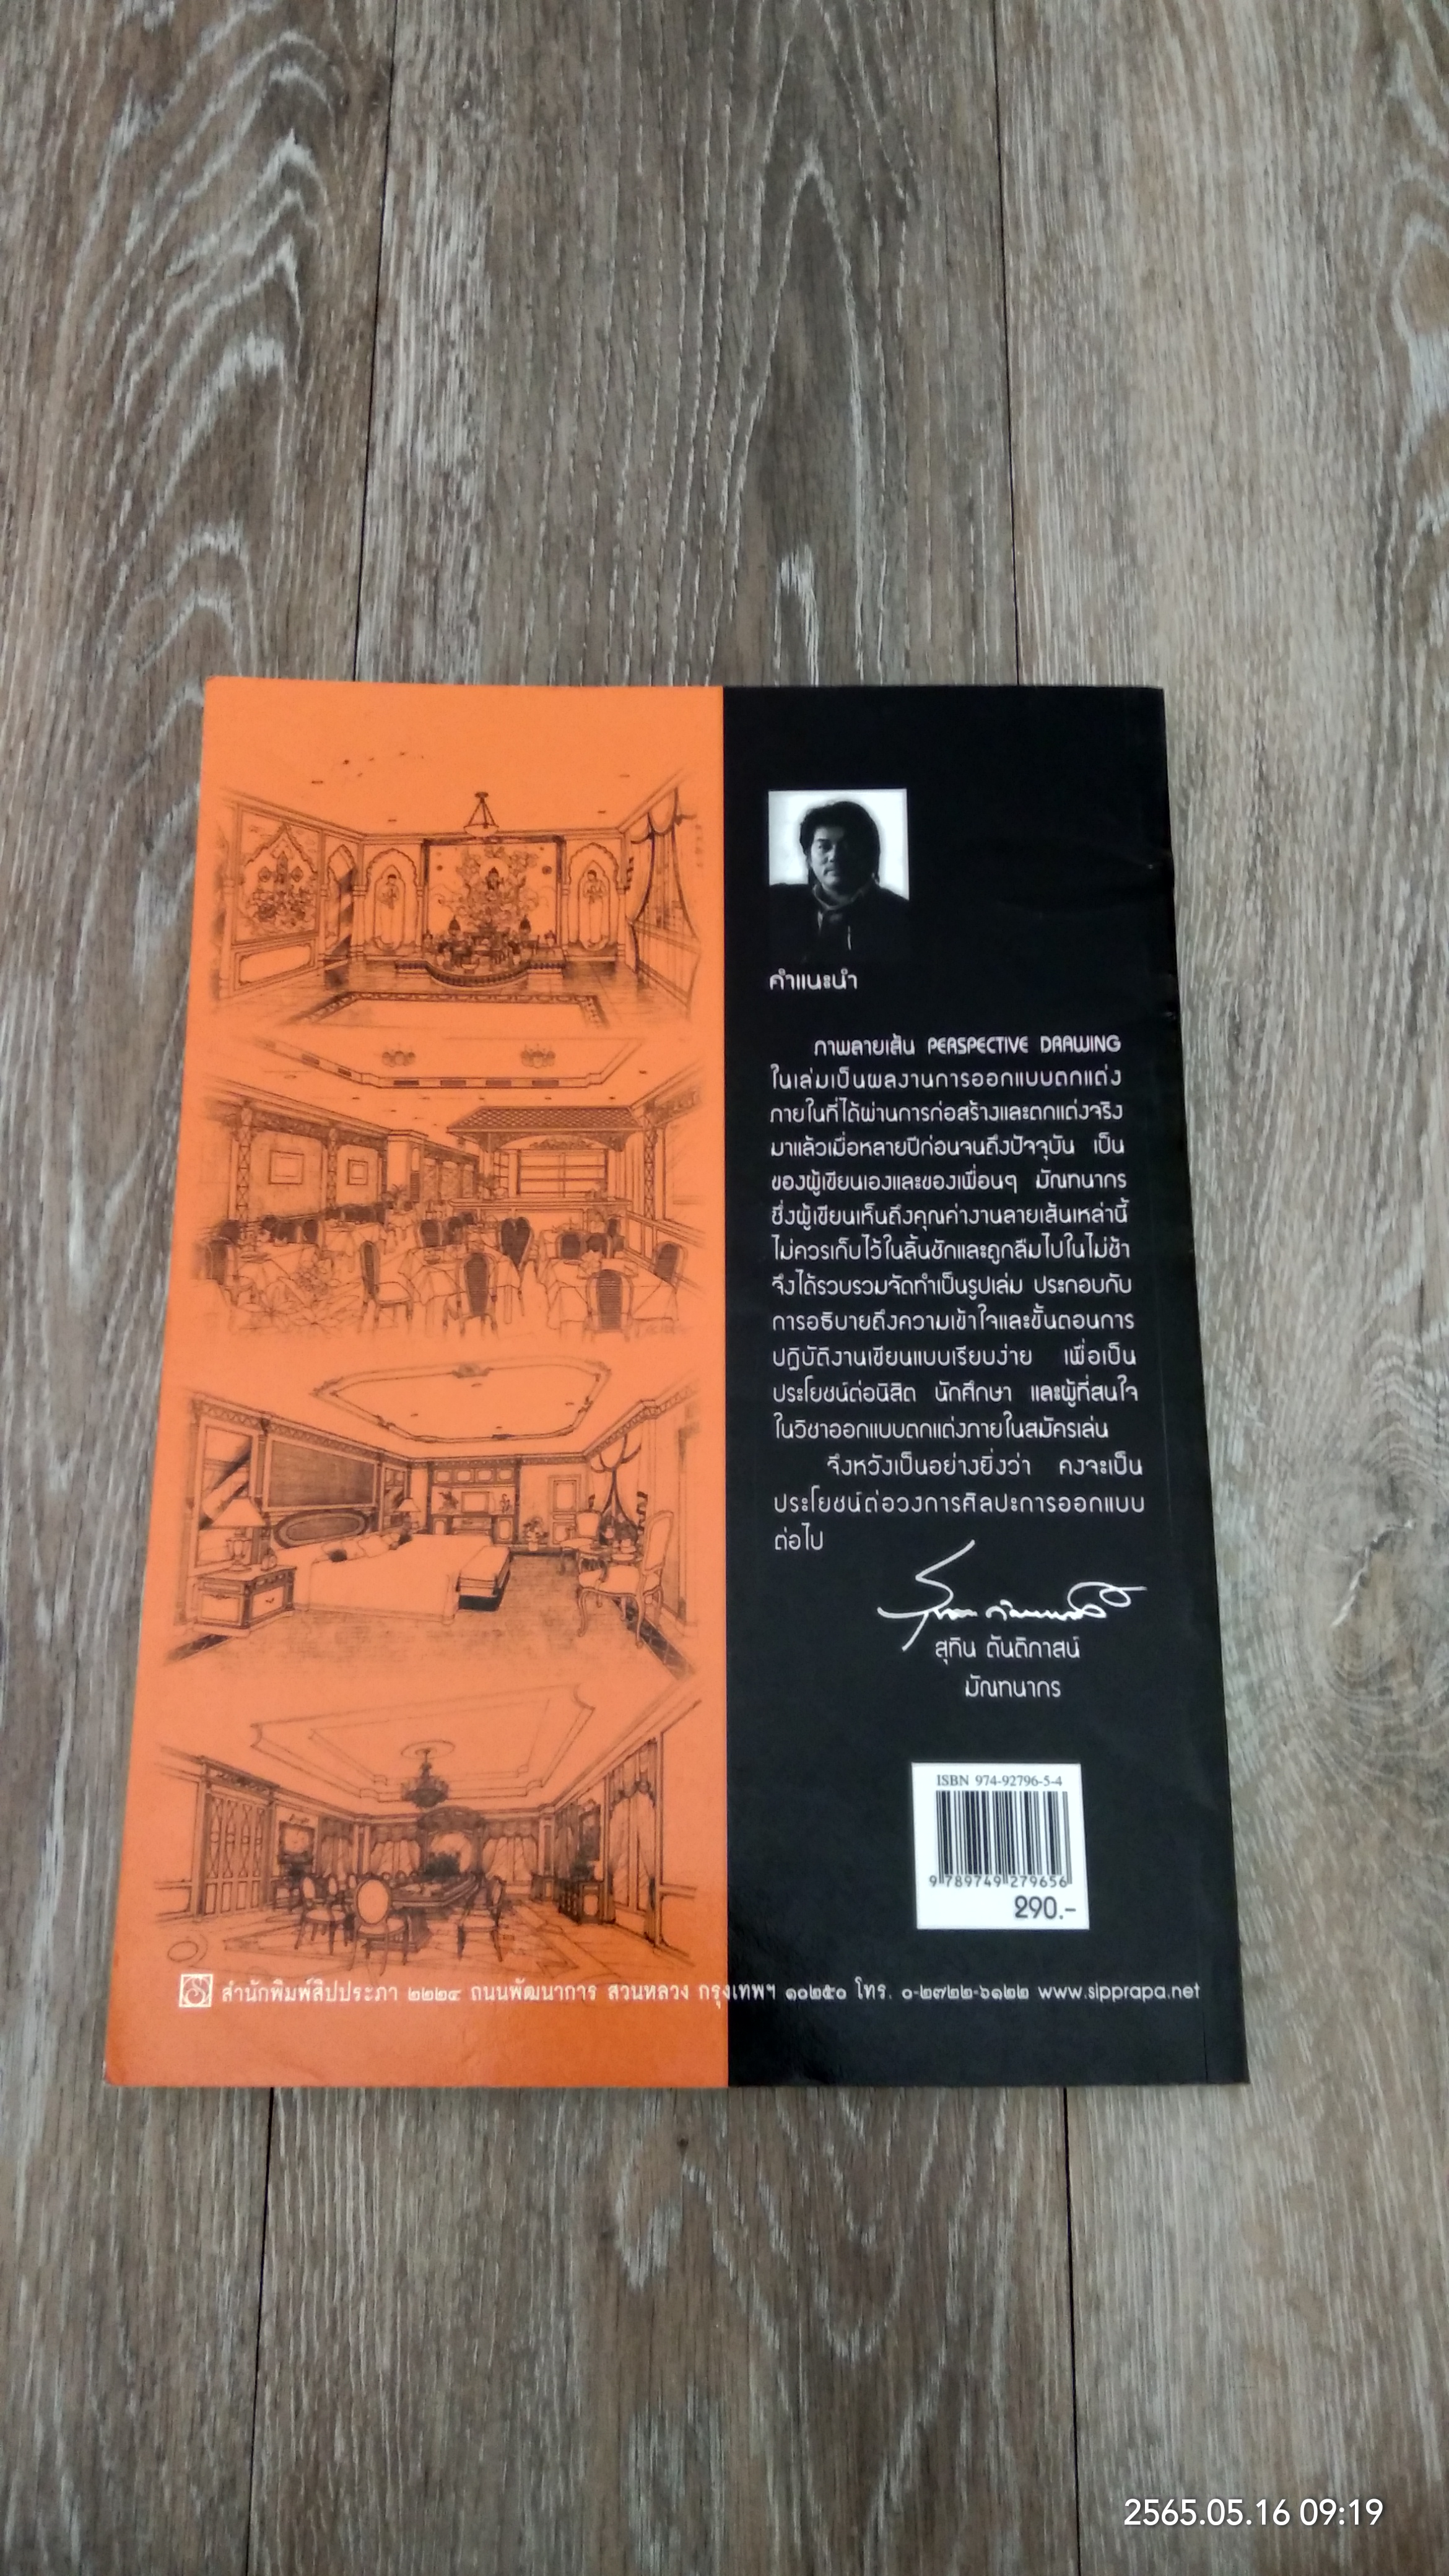 คำแนะนำ
ภาพลายเส้น PERSPECTIVE DRAWING
ในเล่มเป็นผลงานการออกแบบตกแต่ง
ภายในที่ได้ผ่านการก่อสร้างและตกแต่งจริง
มาแล้วเมื่อหลายปีก่อนจนถึงปัจจุบัน เป็น
ของผู้เขียนเองและของเพื่อนๆ มัณฑนากร
ซึ่งผู้เขียนเห็นถึงคุณค่างานลายเส้นเหล่านี้
ไม่ควรเก็บไว้ในลิ้นชักและถูกลืมไปในไม่ช้า
จึงได้รวบรวมจัดทำเป็นรูปเล่ม ประกอบกับ
การอธิบายถึงความเข้าใจและขั้นตอนการ
ปฏิบัติงานเขียนแบบเรียบง่าย เพื่อเป็น
ประโยชน์ต่อนิสิต นักศึกษา และผู้ที่สนใจ
ในวิชาออกแบบตกแต่งภายในสมัครเล่น
จึงหวังเป็นอย่างยิ่งว่า คงจะเป็น
ประโยชน์ต่อวงการศิลปะการออกแบบ
ต่อไป
สุทิน ตันติภาสน์
มัณฑนากร
ISBN 974-92796-5-4
9 789749 279656
290.-
สำนักพิมพ์สิปประภา ๒๒๒๔ ถนนพัฒนาการ สวนหลวง กรุงเทพฯ ๑๐๒๕๐ โทร. ๐-๒๗๒๒-๖๑๒๒ www.sipprapa.net
2565.05.16 09:19